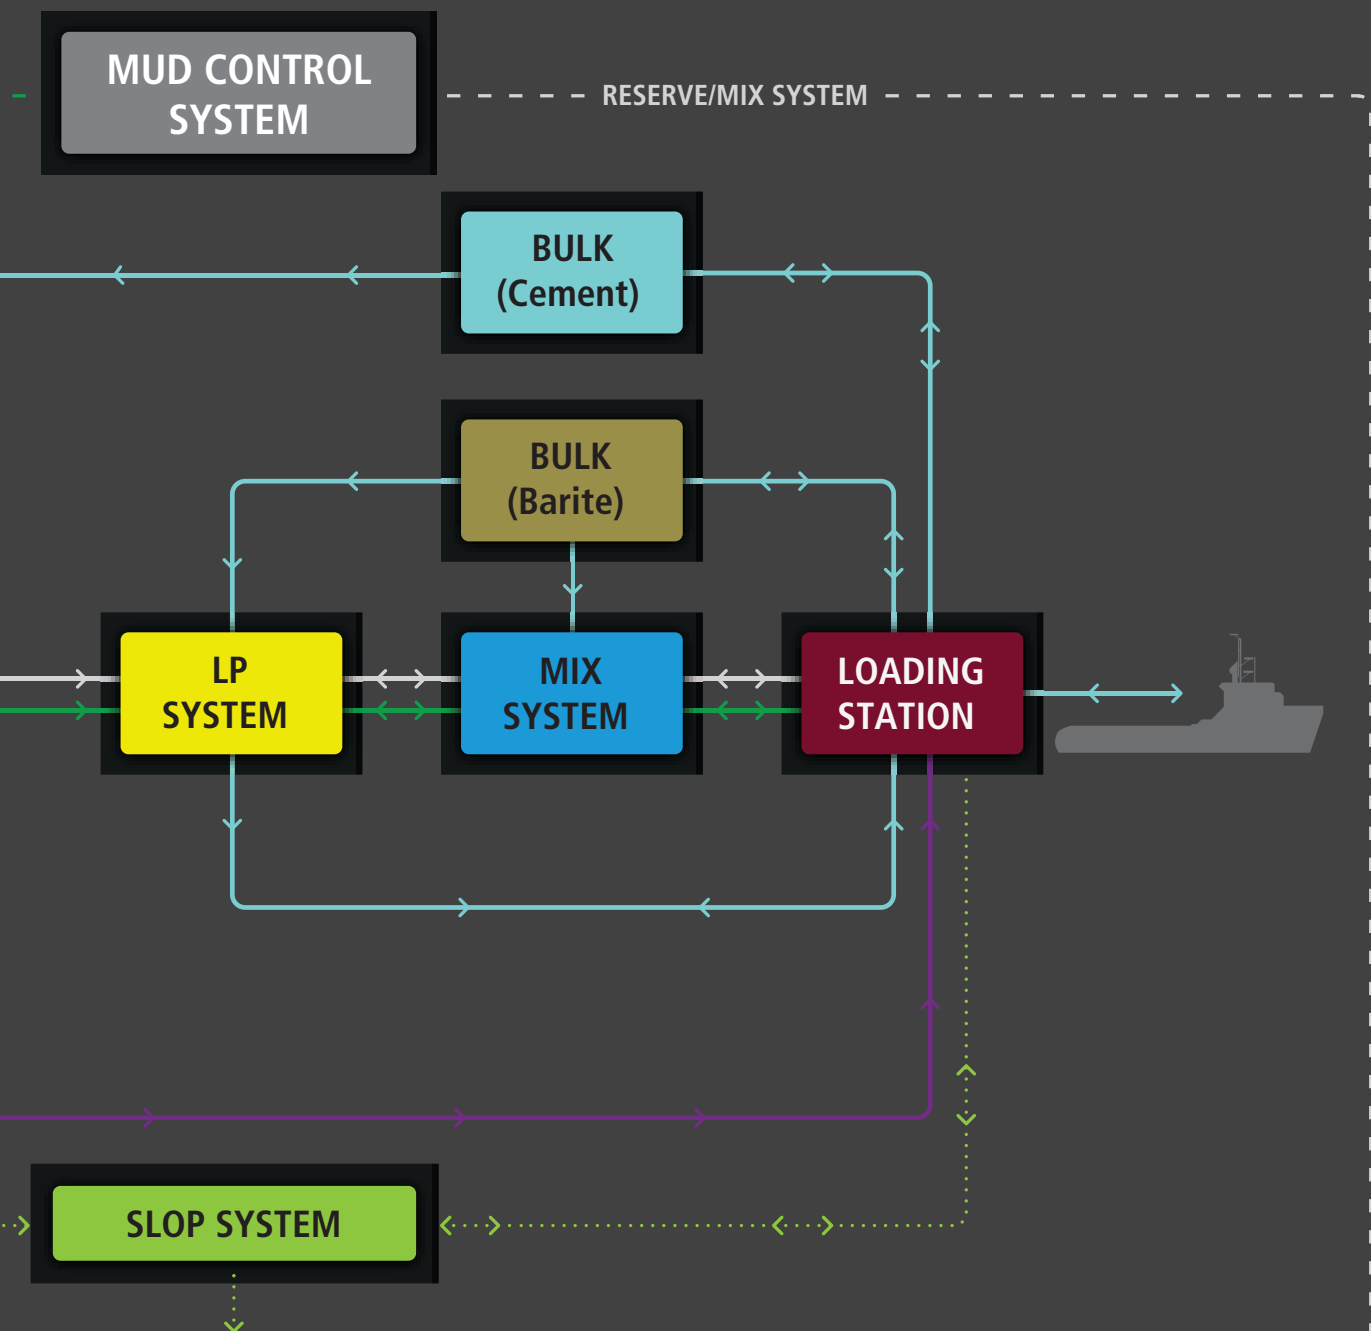 MUD CONTROL
SYSTEM
RESERVE/MIX SYSTEM
BULK
(Cement)
BULK
(Barite)
LP
SYSTEM
MIX
SYSTEM
LOADING
STATION
SLOP SYSTEM